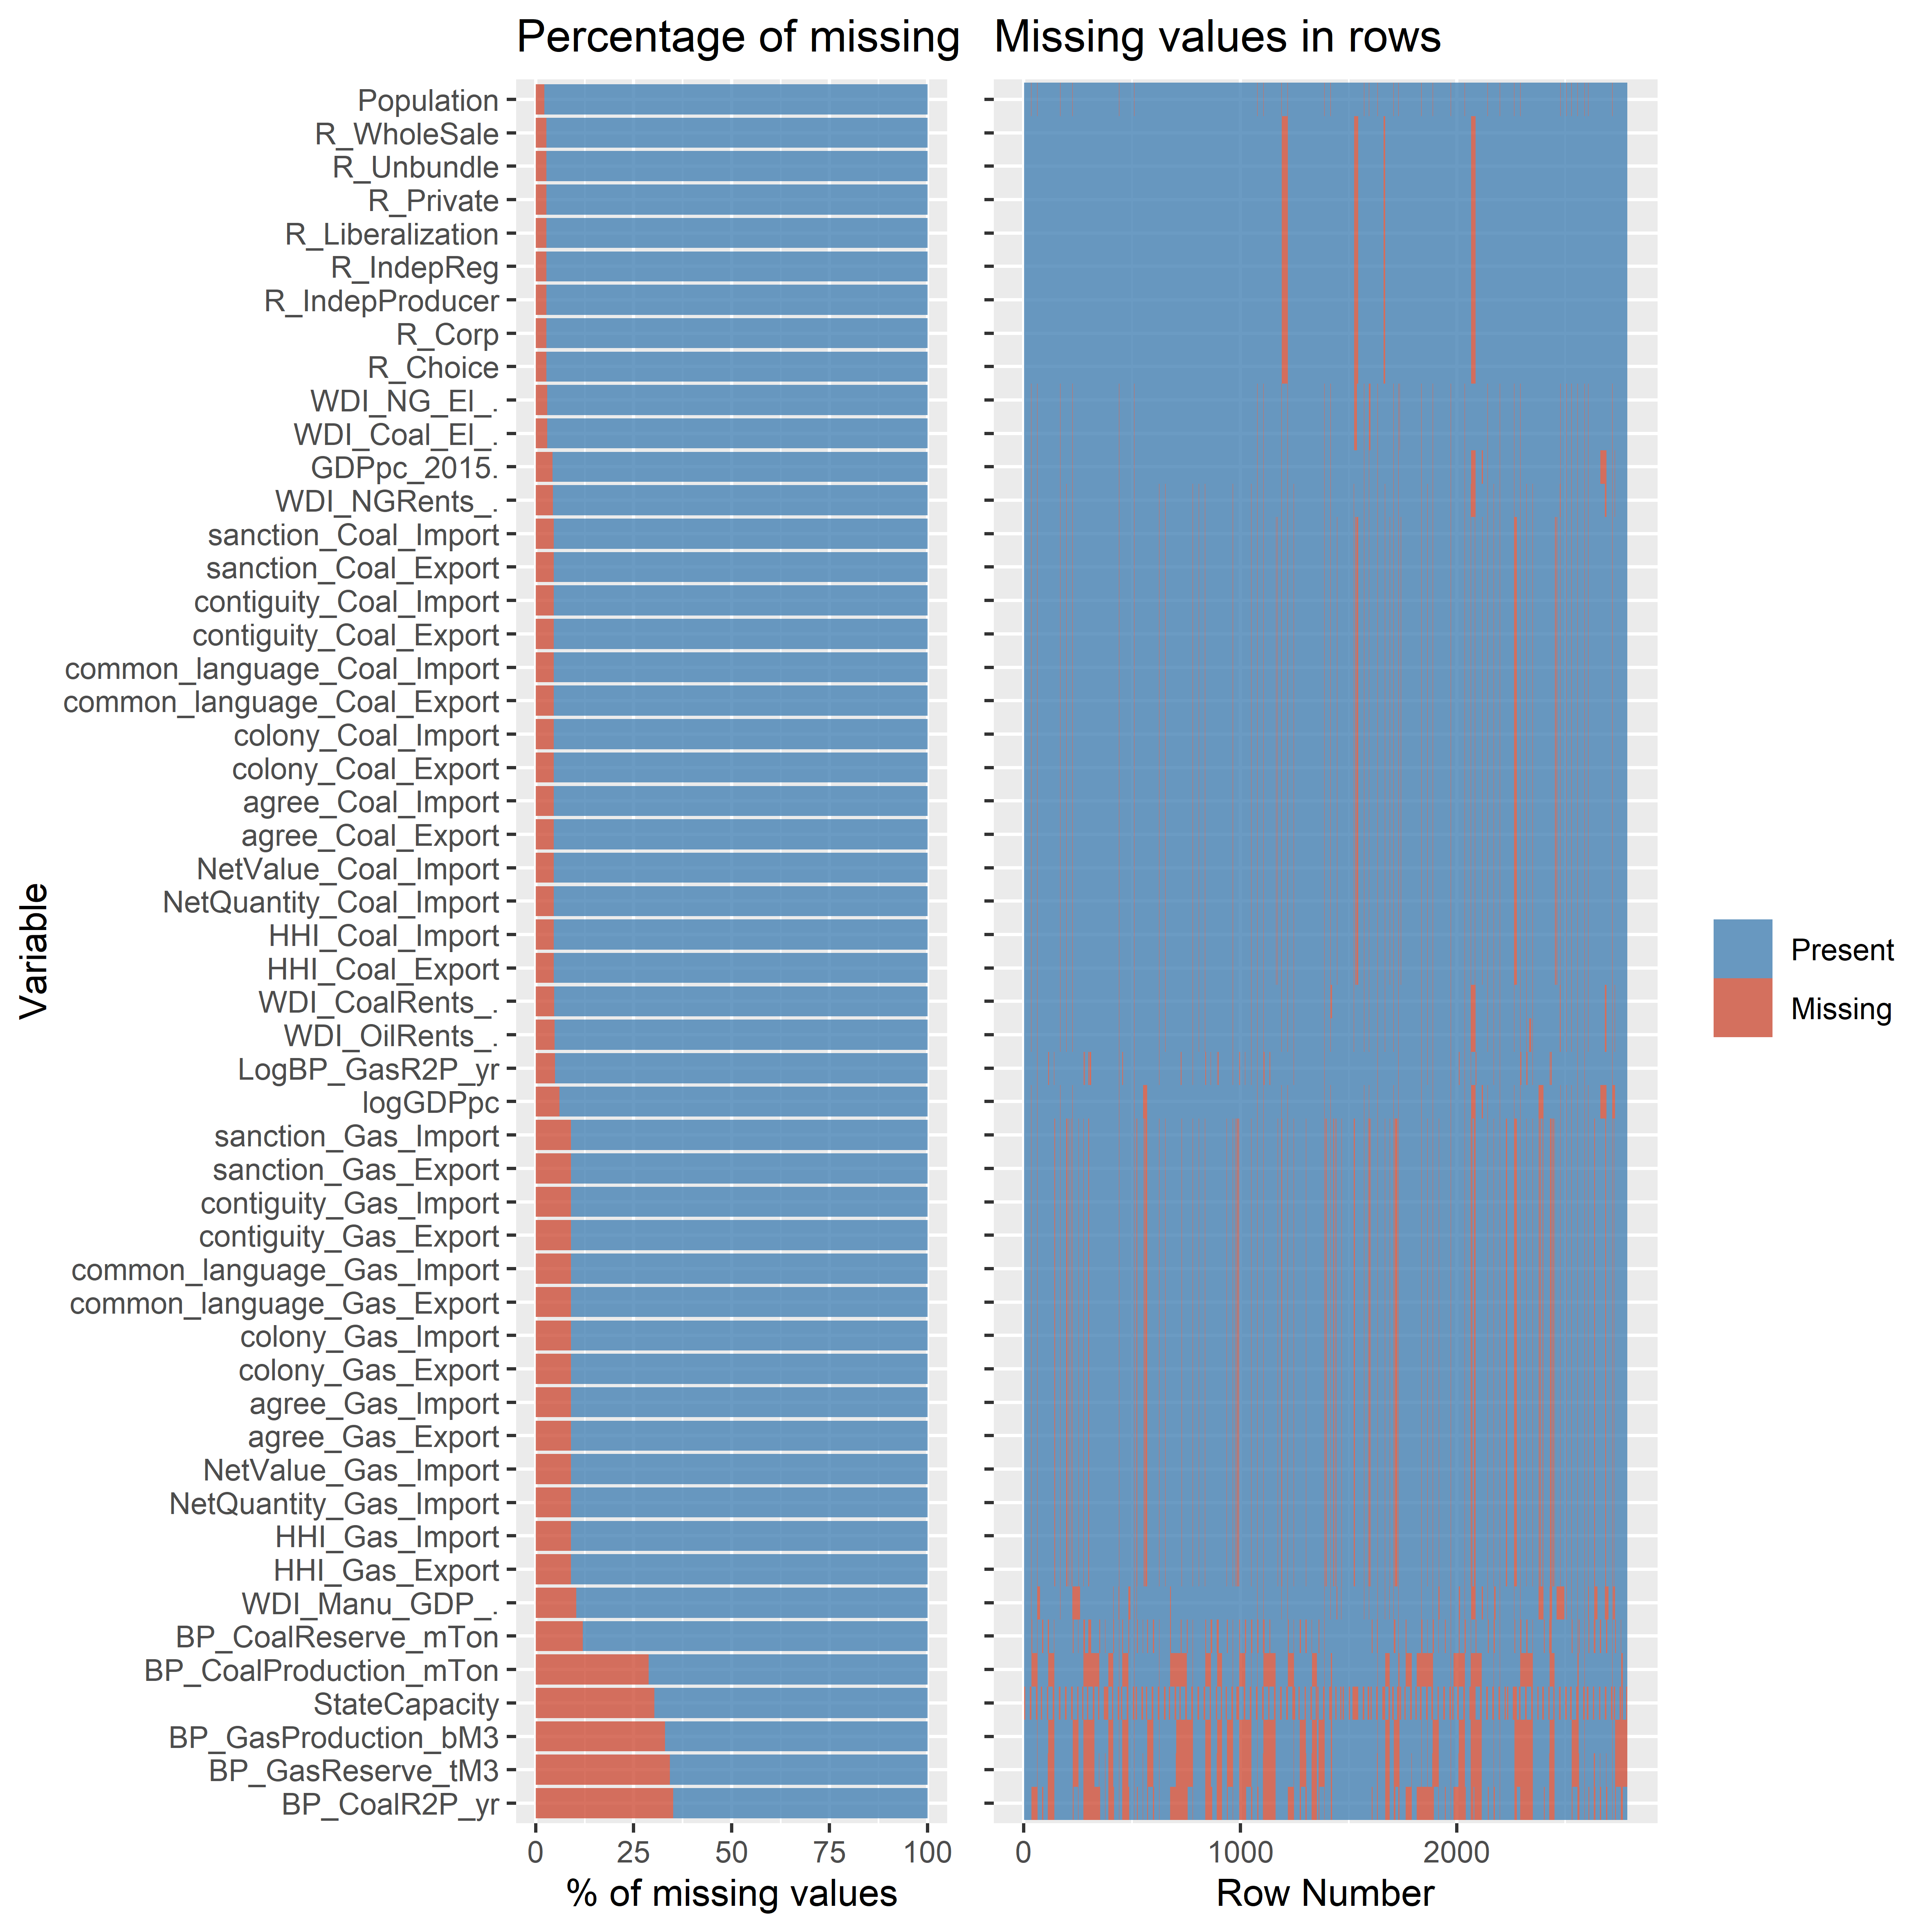 Percentage of missing
Missing values in rows
Variable
Population
R_WholeSale
R_Unbundle
R_Private
R_Liberalization
R_IndepReg
R_IndepProducer
R_Corp
R_Choice
WDI_NG_El_.
WDI_Coal_El_.
GDPpc_2015.
WDI_NGRents_.
sanction_Coal_Import
sanction_Coal_Export
contiguity_Coal_Import
contiguity_Coal_Export
common_language_Coal_Import
common_language_Coal_Export
colony_Coal_Import
colony_Coal_Export
agree_Coal_Import
agree_Coal_Export
NetValue_Coal_Import
NetQuantity_Coal_Import
HHI_Coal_Import
HHI_Coal_Export
WDI_CoalRents_.
WDI_OilRents_.
LogBP_GasR2P_yr
logGDPpc
sanction_Gas_Import
sanction_Gas_Export
contiguity_Gas_Import
contiguity_Gas_Export
common_language_Gas_Import
common_language_Gas_Export
colony_Gas_Import
colony_Gas_Export
agree_Gas_Import
agree_Gas_Export
NetValue_Gas_Import
NetQuantity_Gas_Import
HHI_Gas_Import
HHI_Gas_Export
WDI_Manu_GDP_.
BP_CoalReserve_mTon
BP_CoalProduction_mTon
StateCapacity
BP_GasProduction_bM3
BP_GasReserve_tM3
BP_CoalR2P_yr
0 25 50 75 100
% of missing values
0 1000 2000
Row Number
Present
Missing